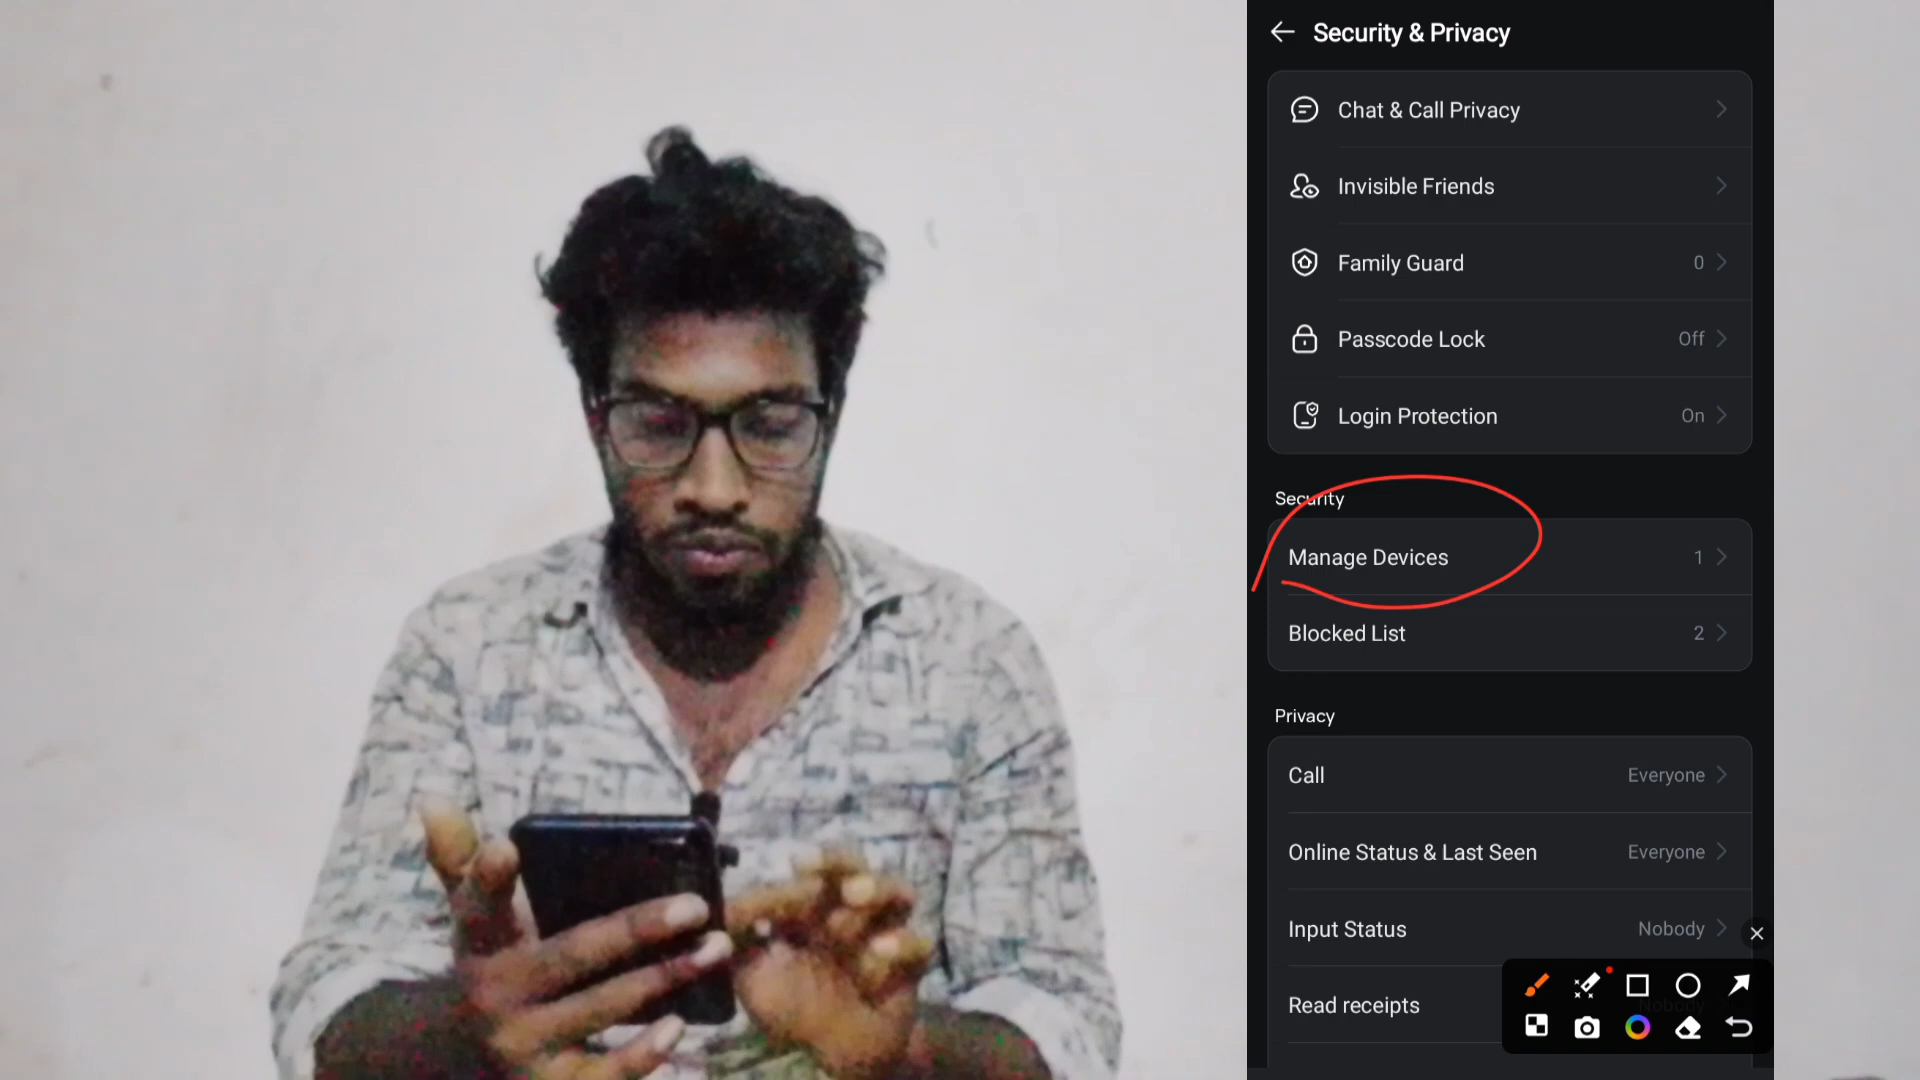 Security & Privacy
Chat & Call Privacy
Invisible Friends
Family Guard 0
Passcode Lock Off
Login Protection On
Security
Manage Devices 1
Blocked List 2
Privacy
Call Everyone
Online Status & Last Seen Everyone
Input Status Nobody
Read receipts Nobody